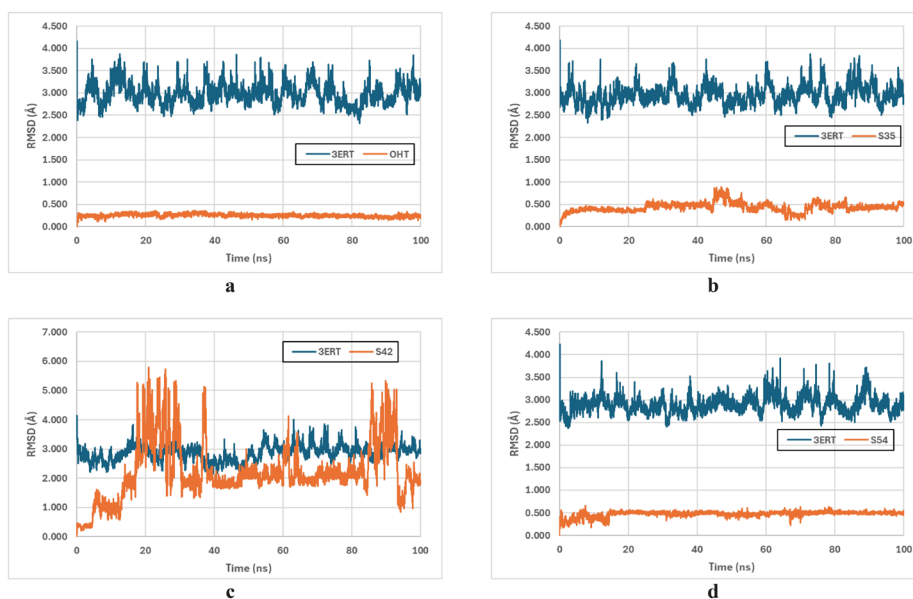 4.500
4.000
3.500
3.000
2.500
2.000
1.500
1.000
0.500
0.000
RMSD (Å)
3ERT OHT
0 20 40 60 80 100
Time (ns)
a
4.500
4.000
3.500
3.000
2.500
2.000
1.500
1.000
0.500
0.000
RMSD (Å)
3ERT S35
0 20 40 60 80 100
Time (ns)
b
7.000
6.000
5.000
4.000
3.000
2.000
1.000
0.000
RMSD (Å)
3ERT S42
0 20 40 60 80 100
Time (ns)
c
4.500
4.000
3.500
3.000
2.500
2.000
1.500
1.000
0.500
0.000
RMSD (Å)
3ERT S54
0 20 40 60 80 100
Time (ns)
d